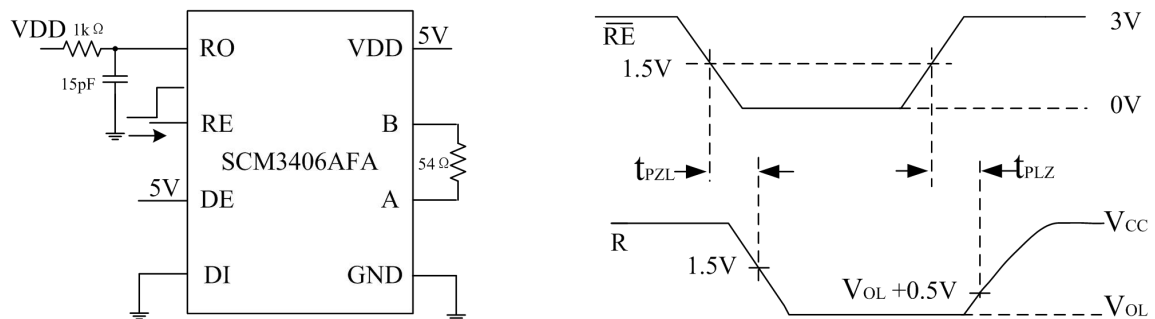 VDD 1kΩ
15pF
RO
VDD
5V
RE
B
SCM3406AFA
54Ω
5V
DE
A
DI
GND
RE
3V
1.5V
0V
tPZL
tPLZ
R
VCC
1.5V
VOL +0.5V
VOL